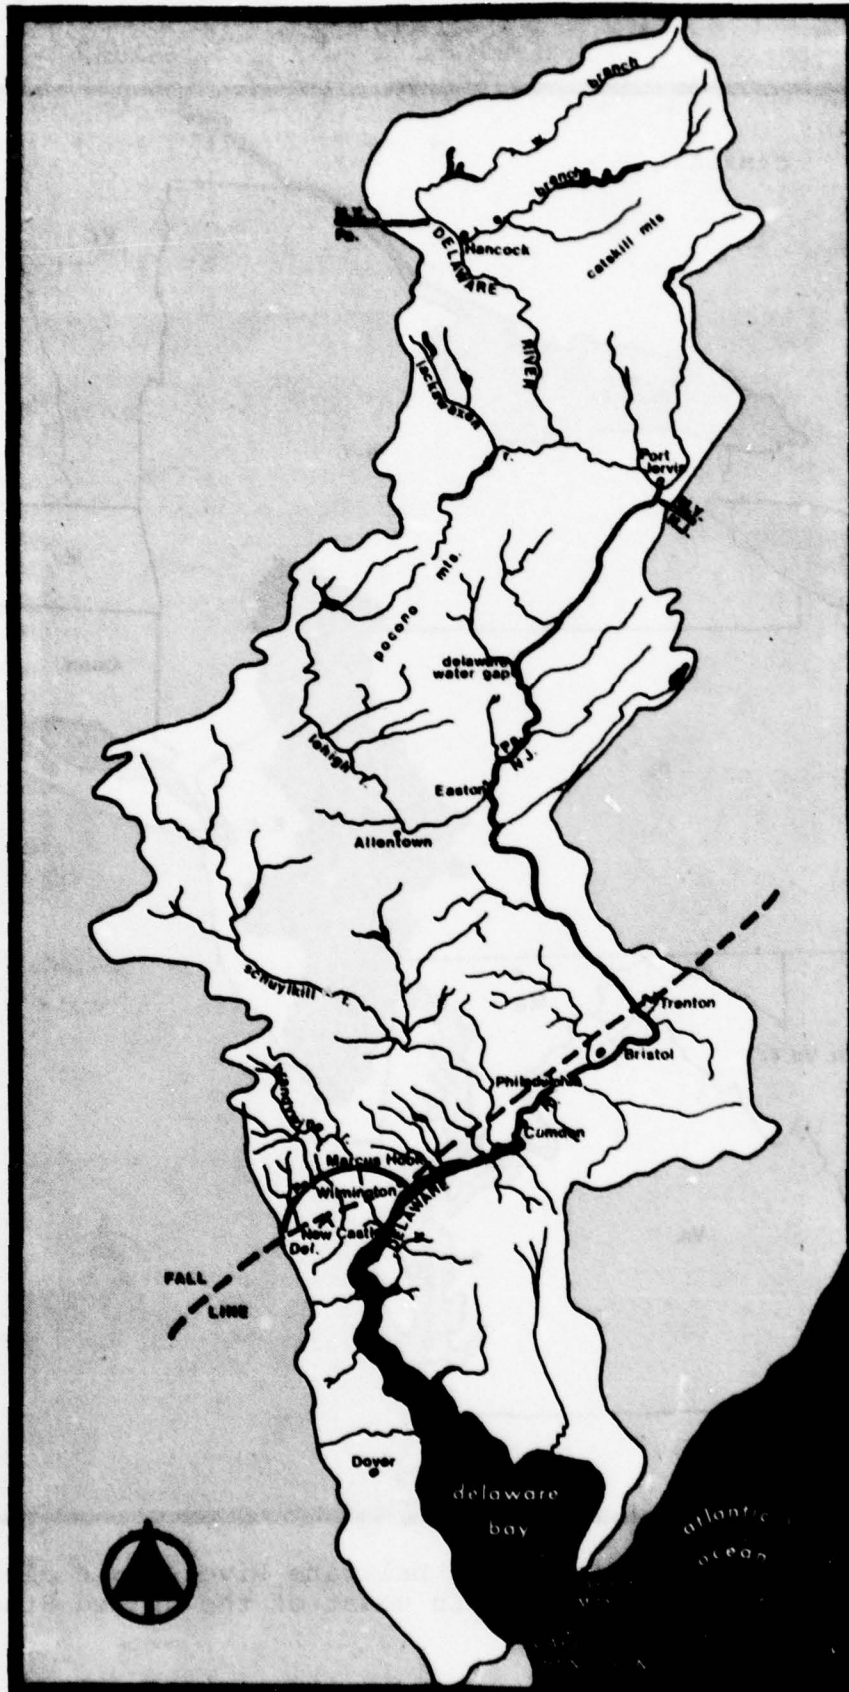 w. branch
e. branch
N.Y.
Pa.
DELAWARE
RIVER
Hancock
catskill mts
lackawaxen r.
Port
Jervis
N.Y.
N.J.
pocono mts.
delaware
water gap
Pa.
N.J.
lehigh r.
Easton
Allentown
schuylkill r.
Trenton
Bristol
Philadelphia
Camden
Marcus Hook
Wilmington
DELAWARE
New Castle
Del.
FALL
LINE
Dover
delaware
bay
atlantic
ocean